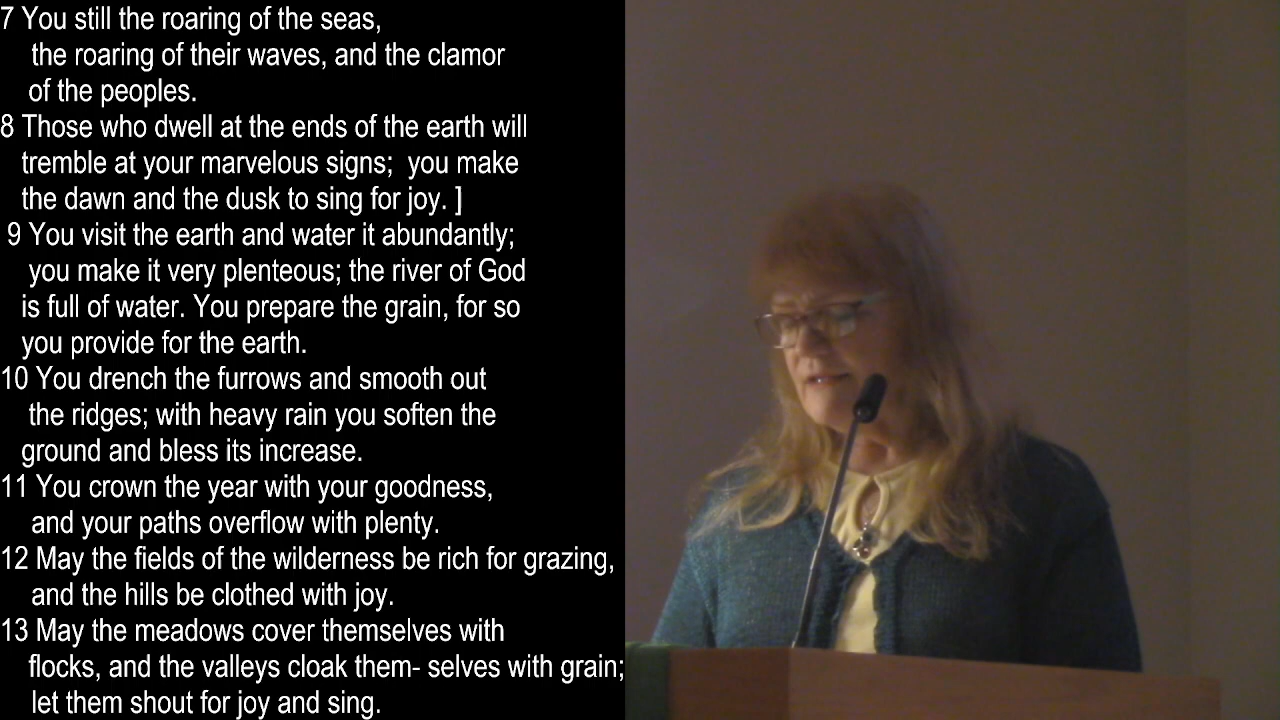 7 You still the roaring of the seas,
the roaring of their waves, and the clamor
of the peoples.
8 Those who dwell at the ends of the earth will
tremble at your marvelous signs;  you make
the dawn and the dusk to sing for joy. ]
9 You visit the earth and water it abundantly;
you make it very plenteous; the river of God
is full of water. You prepare the grain, for so
you provide for the earth.
10 You drench the furrows and smooth out
the ridges; with heavy rain you soften the
ground and bless its increase.
11 You crown the year with your goodness,
and your paths overflow with plenty.
12 May the fields of the wilderness be rich for grazing,
and the hills be clothed with joy.
13 May the meadows cover themselves with
flocks, and the valleys cloak them- selves with grain;
let them shout for joy and sing.